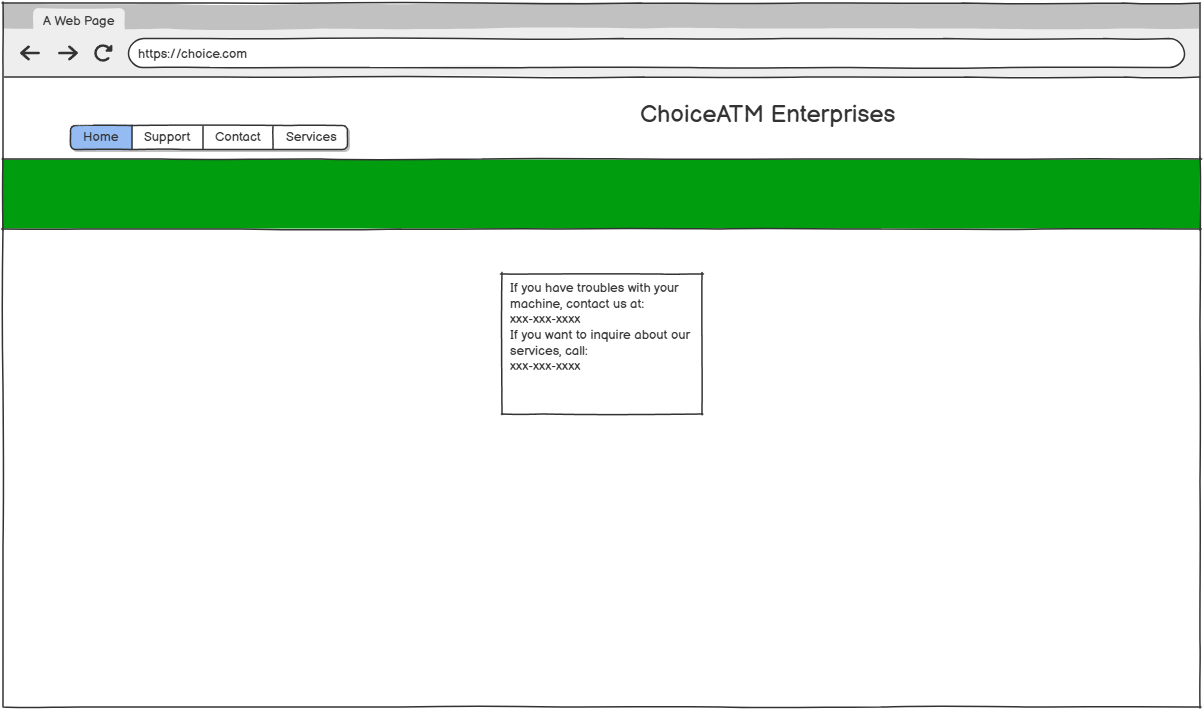 A Web Page
https://choice.com
ChoiceATM Enterprises
Home Support Contact Services
If you have troubles with your
machine, contact us at:
xxx-xxx-xxxx
If you want to inquire about our
services, call:
xxx-xxx-xxxx